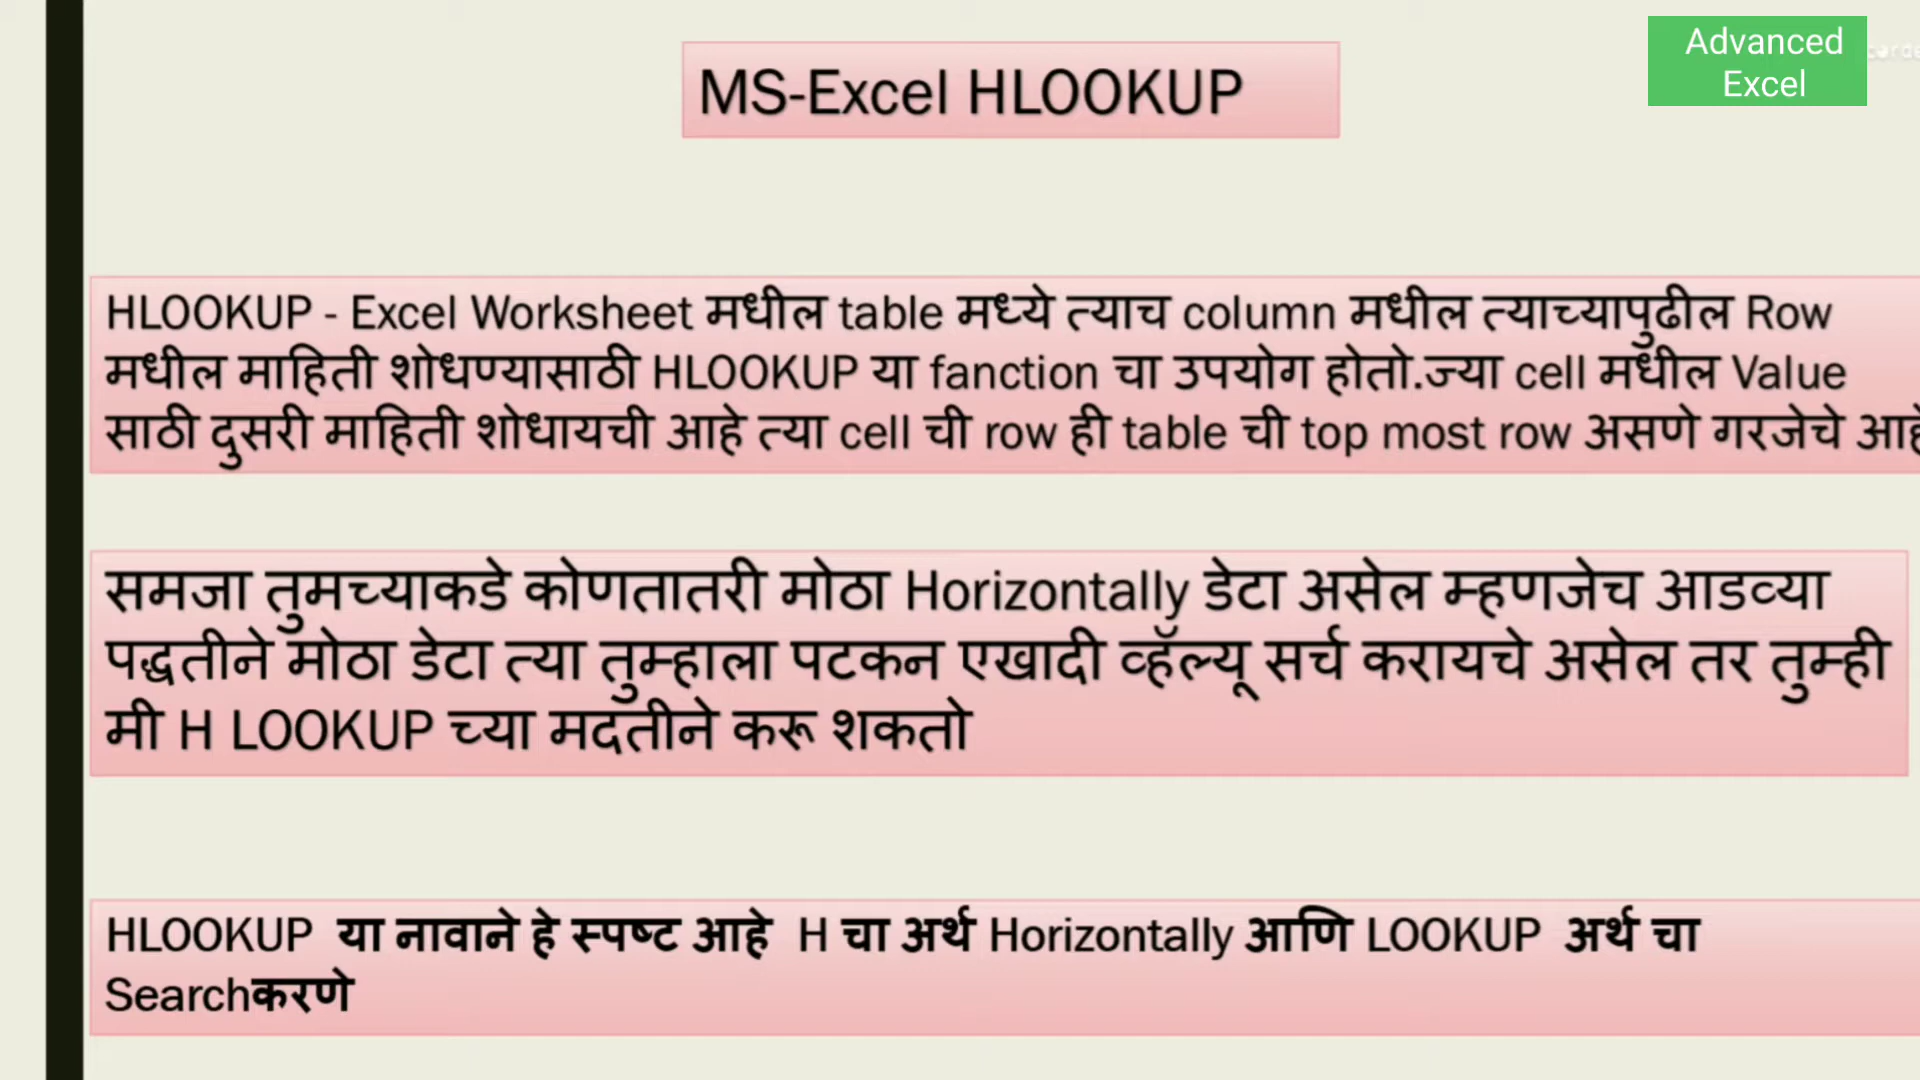 Advanced
Excel
MS-Excel HLOOKUP
HLOOKUP - Excel Worksheet मधील table मध्ये त्याच column मधील त्याच्यापुढील Row
मधील माहिती शोधण्यासाठी HLOOKUP या fanction चा उपयोग होतो.ज्या cell मधील Value
साठी दुसरी माहिती शोधायची आहे त्या cell ची row ही table ची top most row असणे गरजेचे आहे
समजा तुमच्याकडे कोणतातरी मोठा Horizontally डेटा असेल म्हणजेच आडव्या
पद्धतीने मोठा डेटा त्या तुम्हाला पटकन एखादी व्हॅल्यू सर्च करायचे असेल तर तुम्ही
मी H LOOKUP च्या मदतीने करू शकतो
HLOOKUP या नावाने हे स्पष्ट आहे H चा अर्थ Horizontally आणि LOOKUP अर्थ चा
Searchकरणे